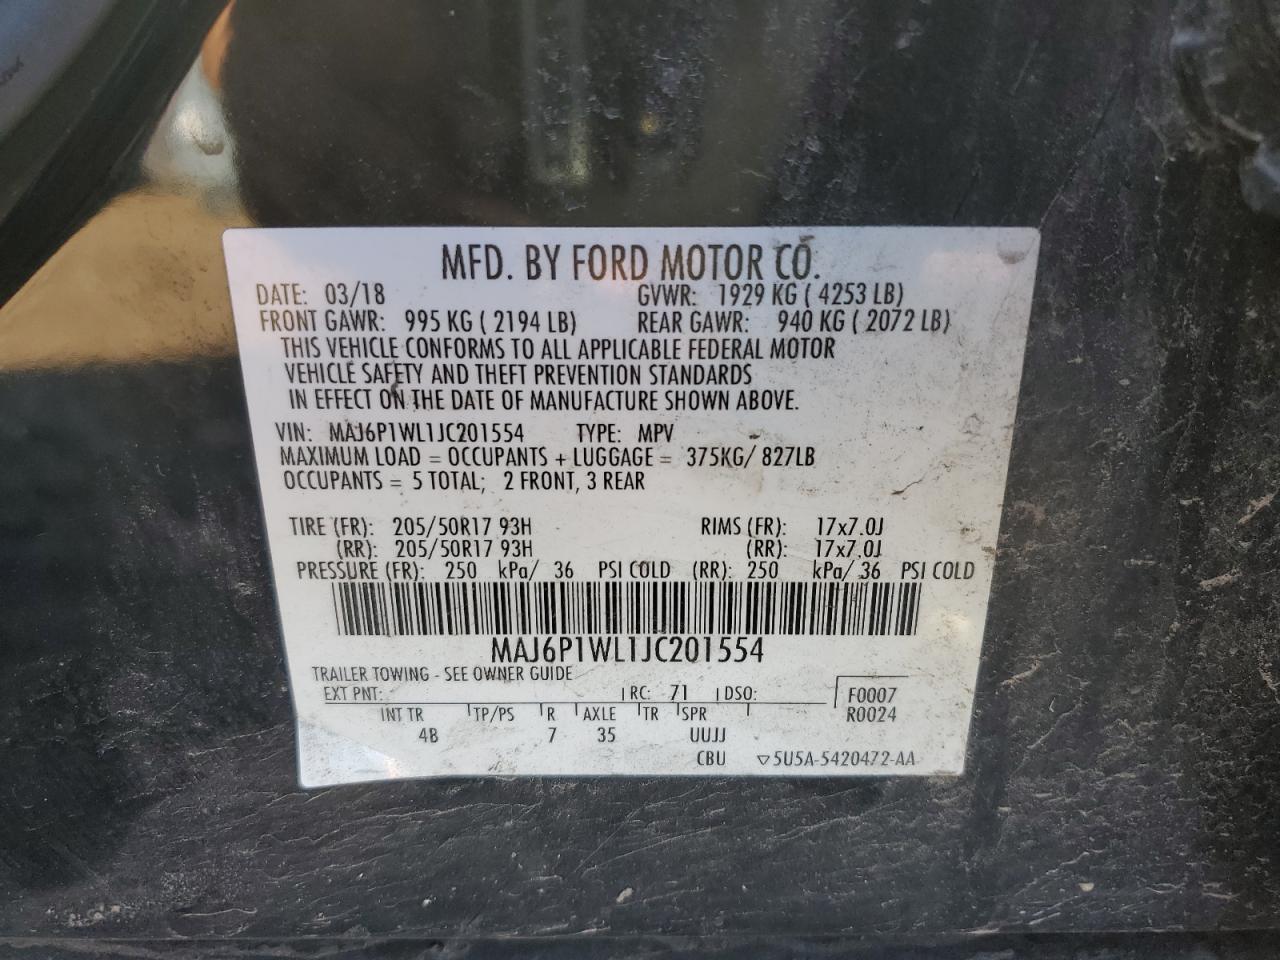 MFD. BY FORD MOTOR CO.
DATE: 03/18 GVWR: 1929 KG ( 4253 LB)
FRONT GAWR: 995 KG ( 2194 LB) REAR GAWR: 940 KG ( 2072 LB)
THIS VEHICLE CONFORMS TO ALL APPLICABLE FEDERAL MOTOR
VEHICLE SAFETY AND THEFT PREVENTION STANDARDS
IN EFFECT ON THE DATE OF MANUFACTURE SHOWN ABOVE.
VIN: MAJ6P1WL1JC201554 TYPE: MPV
MAXIMUM LOAD = OCCUPANTS + LUGGAGE = 375KG/ 827LB
OCCUPANTS = 5 TOTAL; 2 FRONT, 3 REAR
TIRE (FR): 205/50R17 93H RIMS (FR): 17x7.0J
(RR): 205/50R17 93H (RR): 17x7.0J
PRESSURE (FR): 250 kPa/ 36 PSI COLD (RR): 250 kPa/ 36 PSI COLD
MAJ6P1WL1JC201554
TRAILER TOWING - SEE OWNER GUIDE
EXT PNT: RC: 71 DSO: F0007
R0024
INT TR TP/PS R AXLE TR SPR
4B 7 35 UUJJ
CBU ▽5U5A-5420472-AA